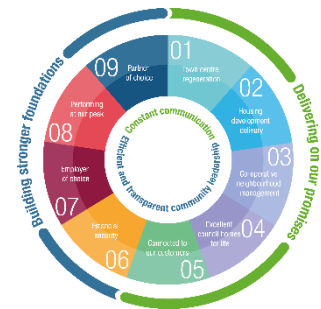 Building stronger foundations
Delivering on our promises
Constant communication
Efficient and transparent community leadership
01
Town centre
regeneration
02
Housing
development
delivery
03
Co-operative
neighbourhood
management
04
Excellent
council homes
for life
05
Connected to
our customers
06
Financial
security
07
Employer
of choice
08
Performing
at our peak
09
Partner
of choice